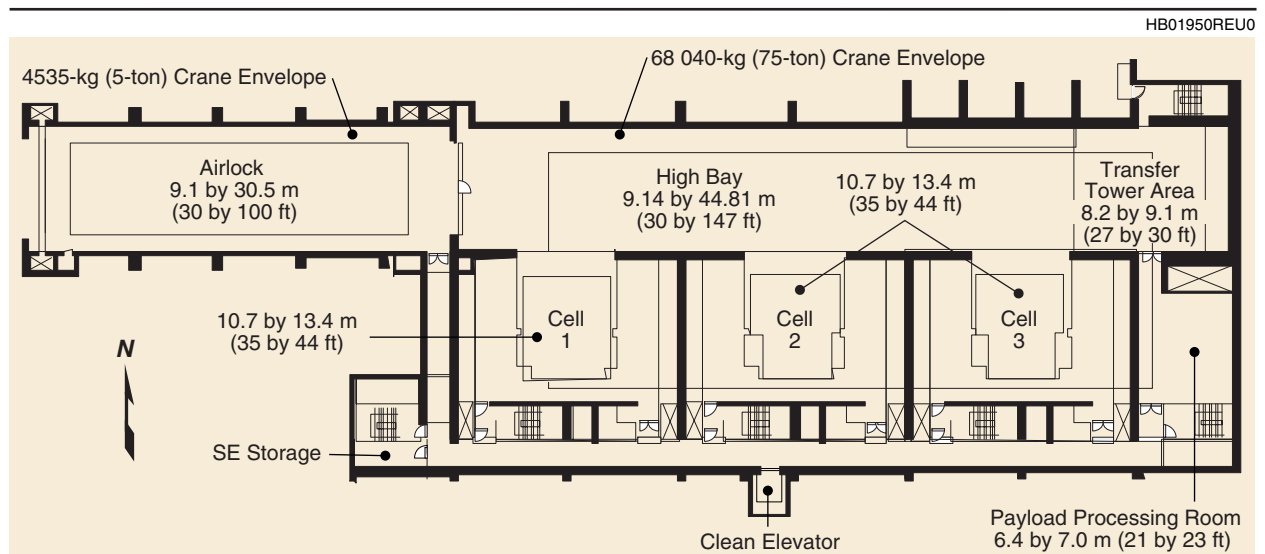 HB01950REU0
4535-kg (5-ton) Crane Envelope
68 040-kg (75-ton) Crane Envelope
Airlock
9.1 by 30.5 m
(30 by 100 ft)
High Bay
9.14 by 44.81 m
(30 by 147 ft)
10.7 by 13.4 m
(35 by 44 ft)
Transfer
Tower Area
8.2 by 9.1 m
(27 by 30 ft)
10.7 by 13.4 m
(35 by 44 ft)
Cell
1
Cell
2
Cell
3
N
SE Storage
Clean Elevator
Payload Processing Room
6.4 by 7.0 m (21 by 23 ft)